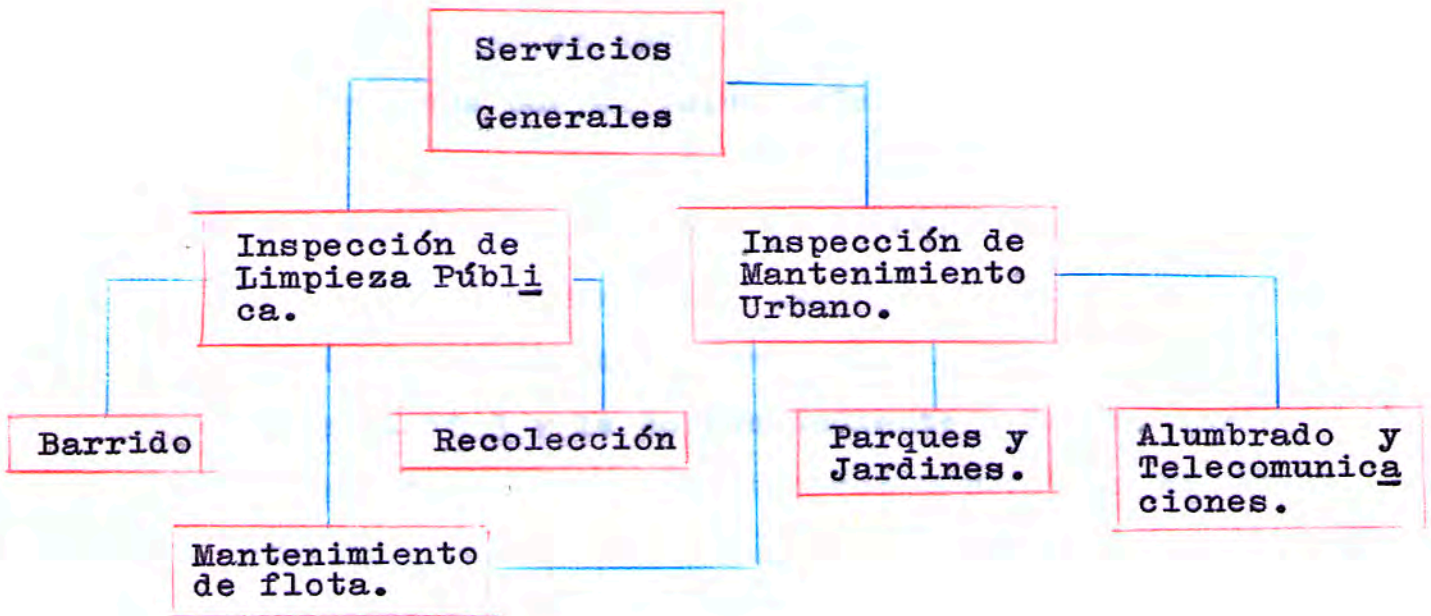 Servicios
Generales
Inspección de
Limpieza Públi
ca.
Inspección de
Mantenimiento
Urbano.
Barrido
Recolección
Parques y
Jardines.
Alumbrado y
Telecomunica
ciones.
Mantenimiento
de flota.